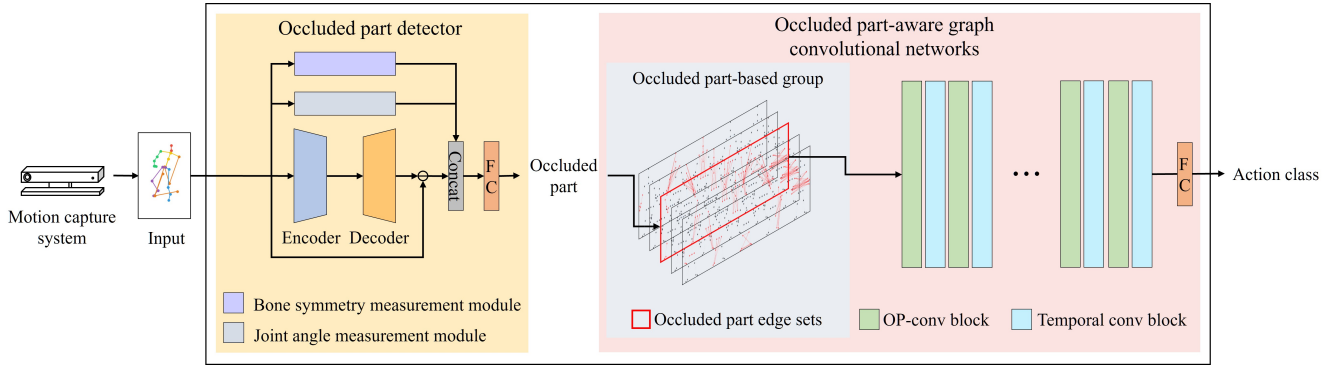 Occluded part detector
Occluded part-aware graph
convolutional networks
Occluded part-based group
Motion capture
system
Input
Encoder
Decoder
Concat
F
C
Occluded
part
F
C
Action class
Bone symmetry measurement module
Joint angle measurement module
Occluded part edge sets
OP-conv block
Temporal conv block